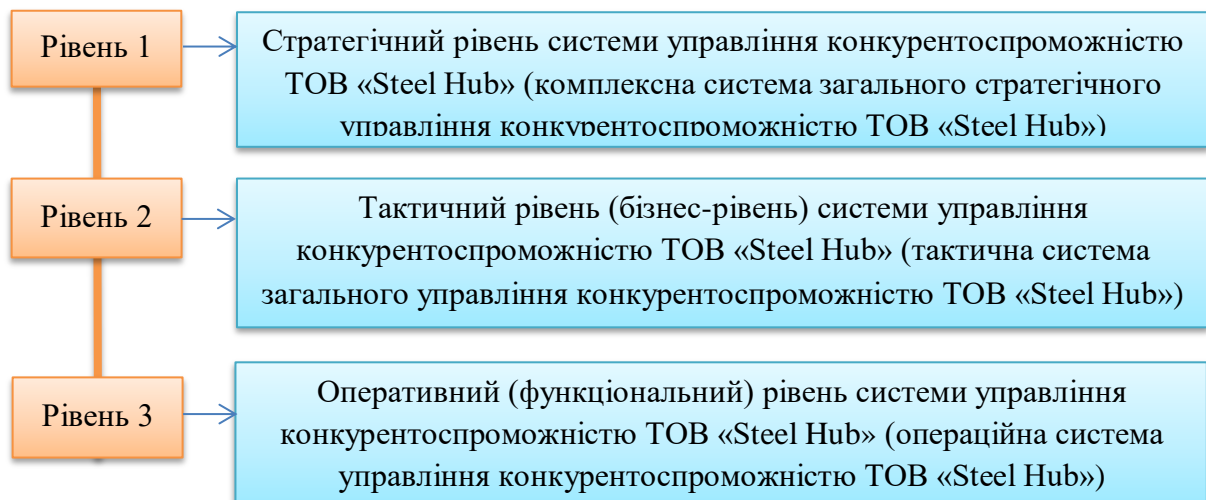 Рівень 1
Стратегічний рівень системи управління конкурентоспроможністю
ТОВ «Steel Hub» (комплексна система загального стратегічного
управління конкурентоспроможністю ТОВ «Steel Hub»)
Рівень 2
Тактичний рівень (бізнес-рівень) системи управління
конкурентоспроможністю ТОВ «Steel Hub» (тактична система
загального управління конкурентоспроможністю ТОВ «Steel Hub»)
Рівень 3
Оперативний (функціональний) рівень системи управління
конкурентоспроможністю ТОВ «Steel Hub» (операційна система
управління конкурентоспроможністю ТОВ «Steel Hub»)